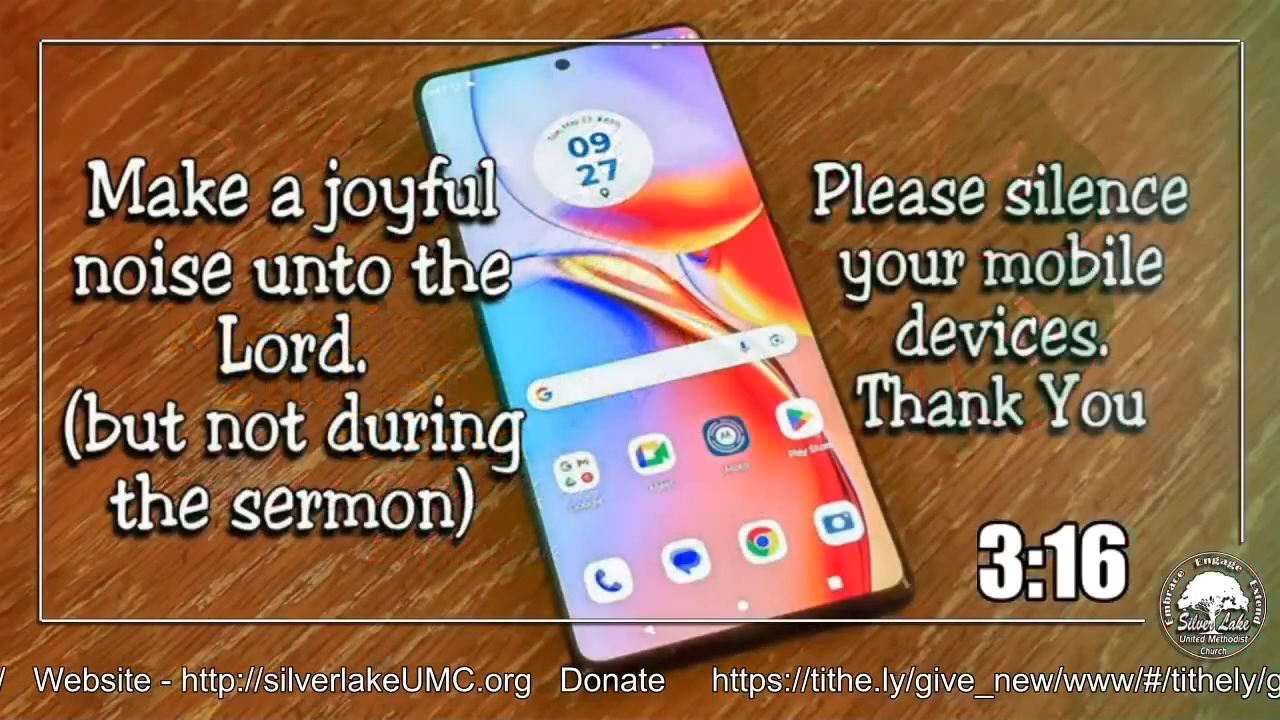 Make a joyful
noise unto the
Lord.
(but not during
the sermon)
Please silence
your mobile
devices.
Thank You
09
27
Google
Play
3:16
Embrace Engage Extend
Silver Lake
United Methodist
Church
/ Website - http://silverlakeUMC.org Donate https://tithe.ly/give_new/www/#/tithely/g